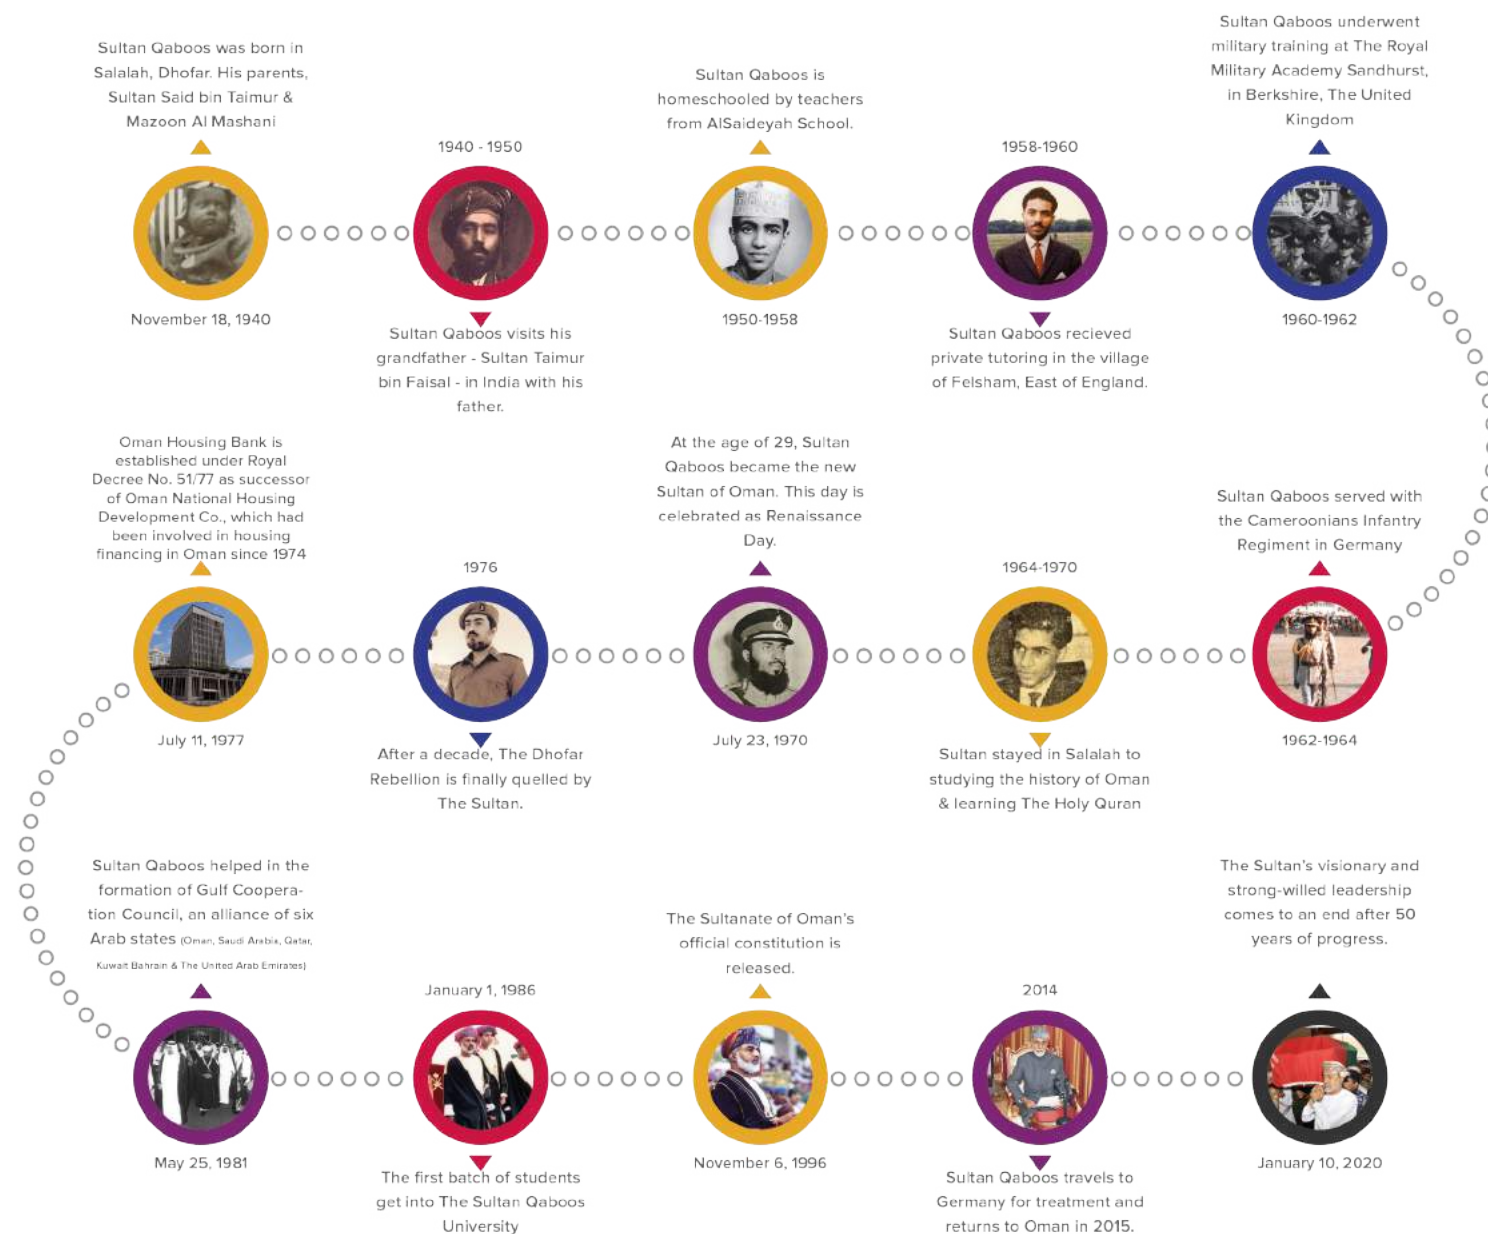 Sultan Qaboos was born in
Salalah, Dhofar. His parents,
Sultan Said bin Taimur &
Mazoon Al Mashani
November 18, 1940
1940 - 1950
Sultan Qaboos visits his
grandfather - Sultan Taimur
bin Faisal - in India with his
father.
Sultan Qaboos is
homeschooled by teachers
from AlSaideyah School.
1950-1958
1958-1960
Sultan Qaboos recieved
private tutoring in the village
of Felsham, East of England.
Sultan Qaboos underwent
military training at The Royal
Military Academy Sandhurst,
in Berkshire, The United
Kingdom
1960-1962
Sultan Qaboos served with
the Cameroonians Infantry
Regiment in Germany
1962-1964
1964-1970
Sultan stayed in Salalah to
studying the history of Oman
& learning The Holy Quran
At the age of 29, Sultan
Qaboos became the new
Sultan of Oman. This day is
celebrated as Renaissance
Day.
July 23, 1970
1976
After a decade, The Dhofar
Rebellion is finally quelled by
The Sultan.
Oman Housing Bank is
established under Royal
Decree No. 51/77 as successor
of Oman National Housing
Development Co., which had
been involved in housing
financing in Oman since 1974
July 11, 1977
Sultan Qaboos helped in the
formation of Gulf Coopera-
tion Council, an alliance of six
Arab states (Oman, Saudi Arabia, Qatar,
Kuwait Bahrain & The United Arab Emirates)
May 25, 1981
January 1, 1986
The first batch of students
get into The Sultan Qaboos
University
The Sultanate of Oman's
official constitution is
released.
November 6, 1996
2014
Sultan Qaboos travels to
Germany for treatment and
returns to Oman in 2015.
The Sultan's visionary and
strong-willed leadership
comes to an end after 50
years of progress.
January 10, 2020